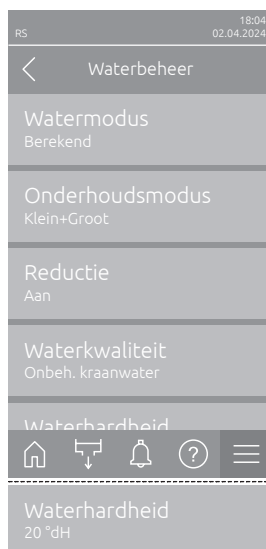 18:04
RS 02.04.2024
Waterbeheer
Watermodus
Berekend
Onderhoudsmodus
Klein+Groot
Reductie
Aan
Waterkwaliteit
Onbeh. kraanwater
Waterhardheid
?
Waterhardheid
20 °dH